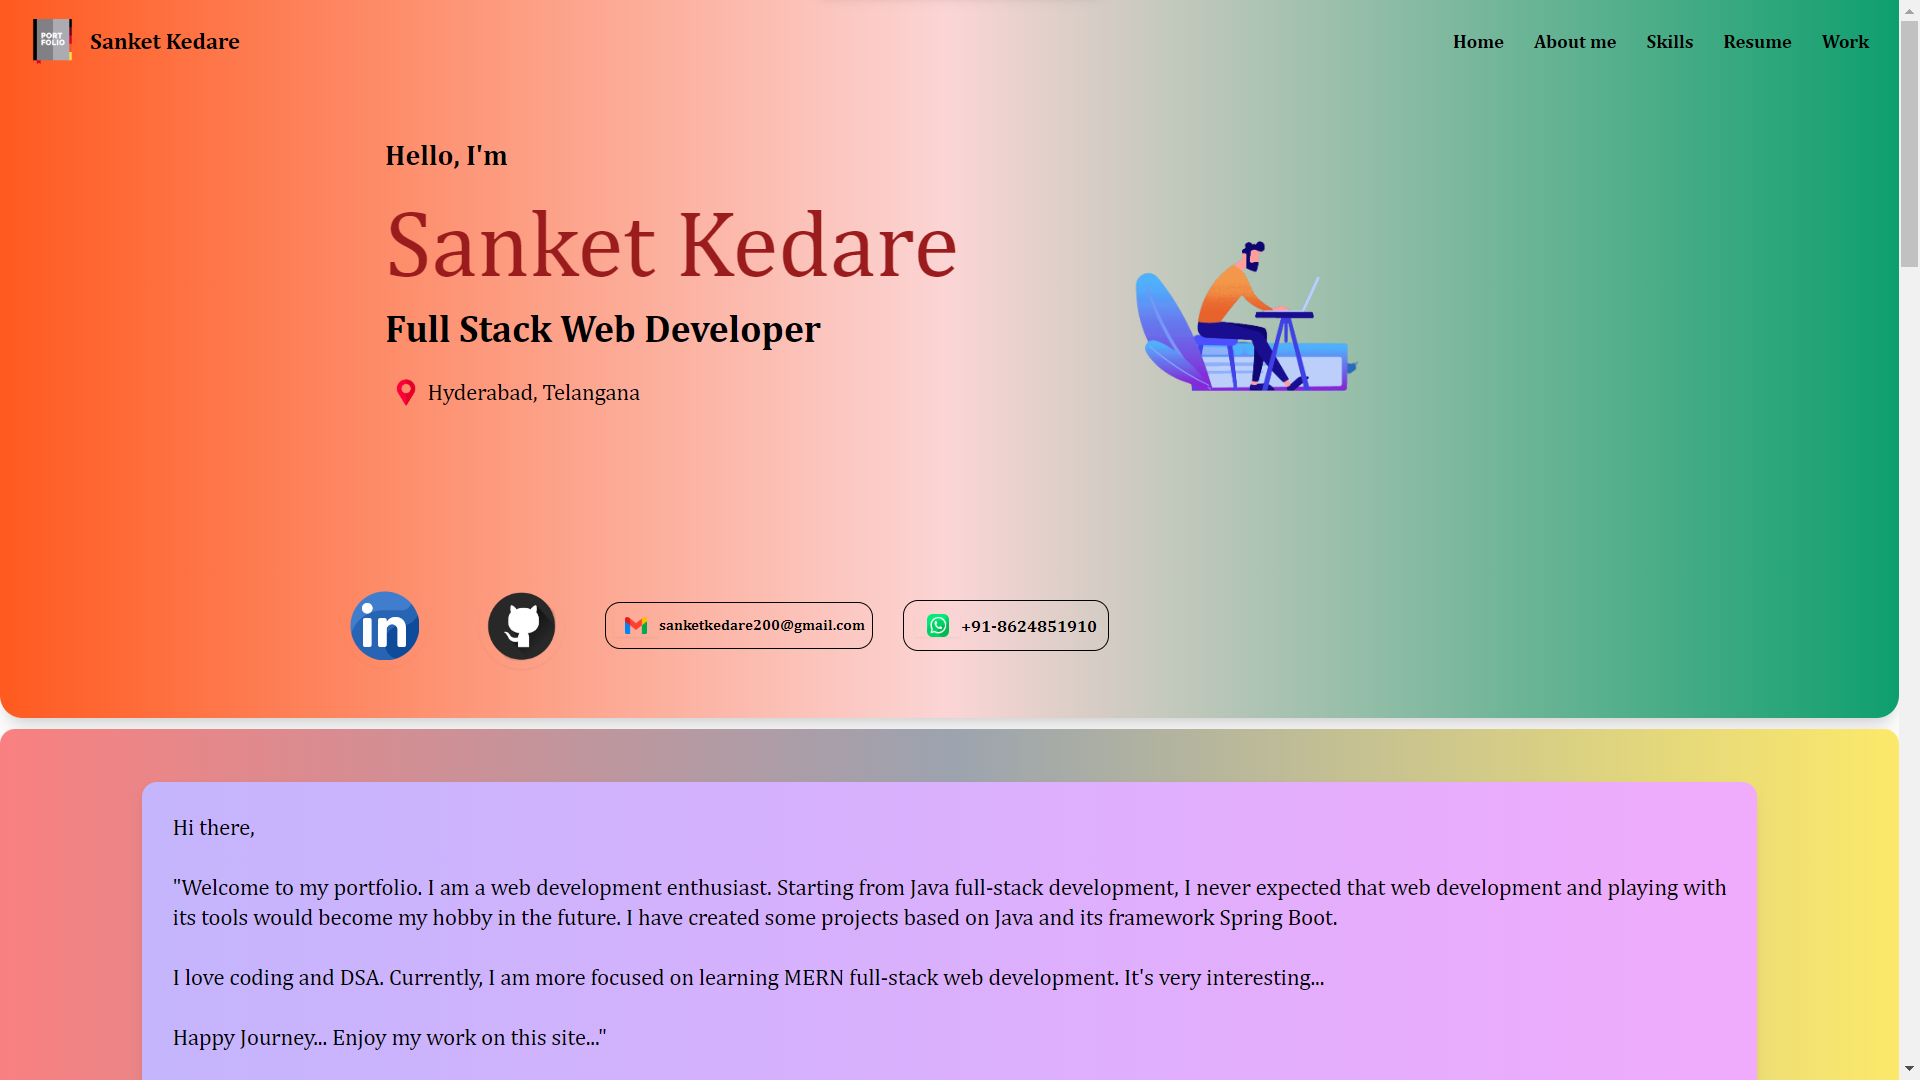 PORT
FOLIO
Sanket Kedare
Home
About me
Skills
Resume
Work
Hello, I'm
Sanket Kedare
Full Stack Web Developer
Hyderabad, Telangana
in
sanketkedare200@gmail.com
+91-8624851910
Hi there,
"Welcome to my portfolio. I am a web development enthusiast. Starting from Java full-stack development, I never expected that web development and playing with
its tools would become my hobby in the future. I have created some projects based on Java and its framework Spring Boot.
I love coding and DSA. Currently, I am more focused on learning MERN full-stack web development. It's very interesting...
Happy Journey... Enjoy my work on this site..."